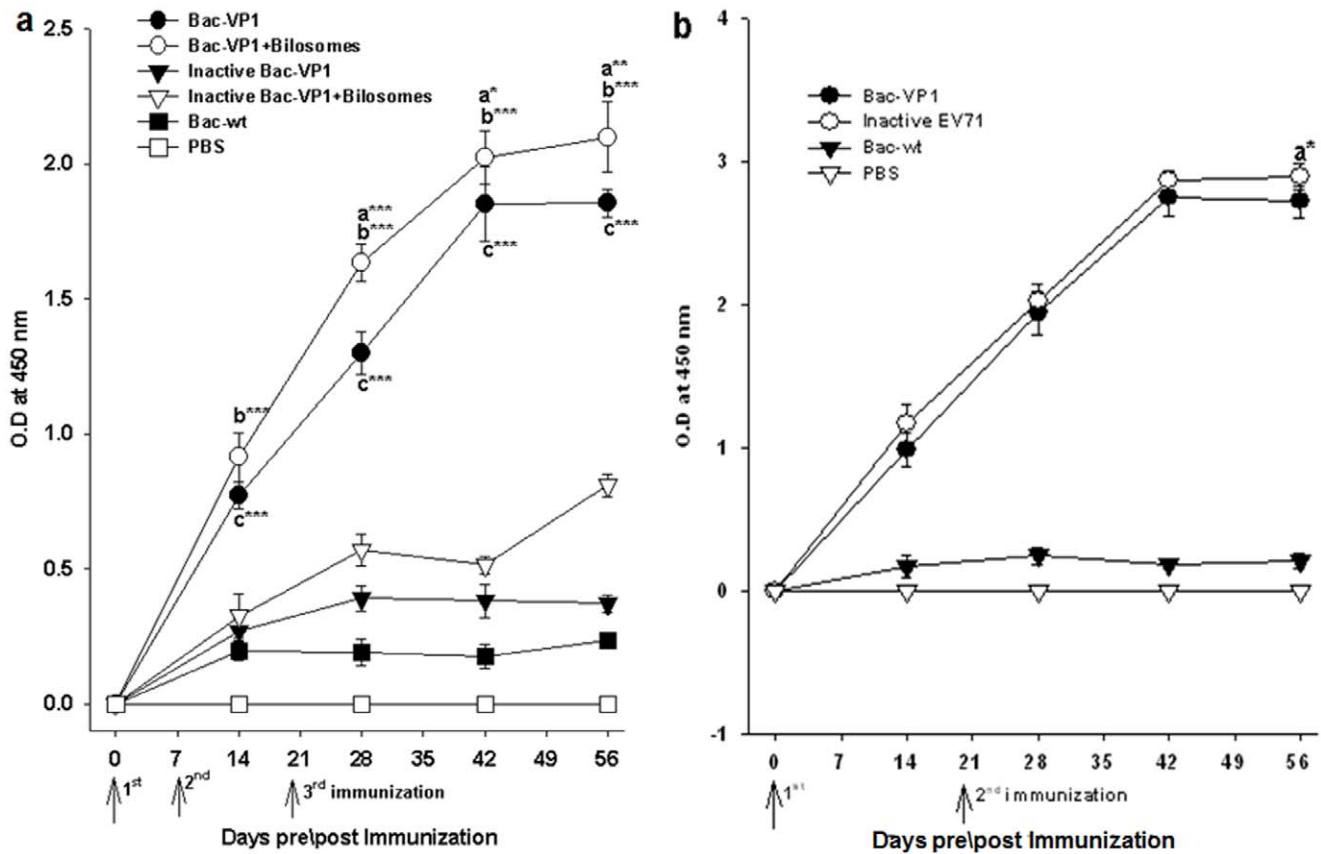 a
Bac-VP1
Bac-VP1+Bilosomes
Inactive Bac-VP1
Inactive Bac-VP1+Bilosomes
Bac-wt
PBS
2.5
2.0
1.5
1.0
0.5
0.0
O.D at 450 nm
b***
c***
a***
b***
c***
a*
b***
c***
a**
b***
c***
0 7 14 21 28 35 42 49 56
1st 2nd 3rd immunization
Days pre\post Immunization
b
Bac-VP1
Inactive EV71
Bac-wt
PBS
4
3
2
1
0
-1
O.D at 450 nm
a*
0 7 14 21 28 35 42 49 56
1st 2nd immunization
Days pre\post Immunization